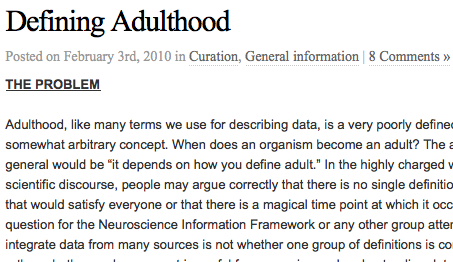 Defining Adulthood
Posted on February 3rd, 2010 in Curation, General information | 8 Comments »
THE PROBLEM
Adulthood, like many terms we use for describing data, is a very poorly define
somewhat arbitrary concept. When does an organism become an adult? The a
general would be “it depends on how you define adult.” In the highly charged w
scientific discourse, people may argue correctly that there is no single definitio
that would satisfy everyone or that there is a magical time point at which it occ
question for the Neuroscience Information Framework or any other group atter
integrate data from many sources is not whether one group of definitions is co